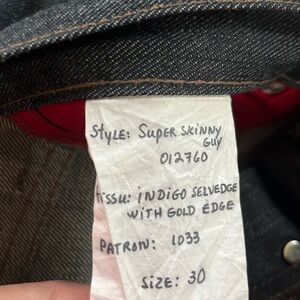 Style: Super Skinny
Guy
012760
tissu: indigo selvedge
with gold edge
Patron: 1033
Size: 30